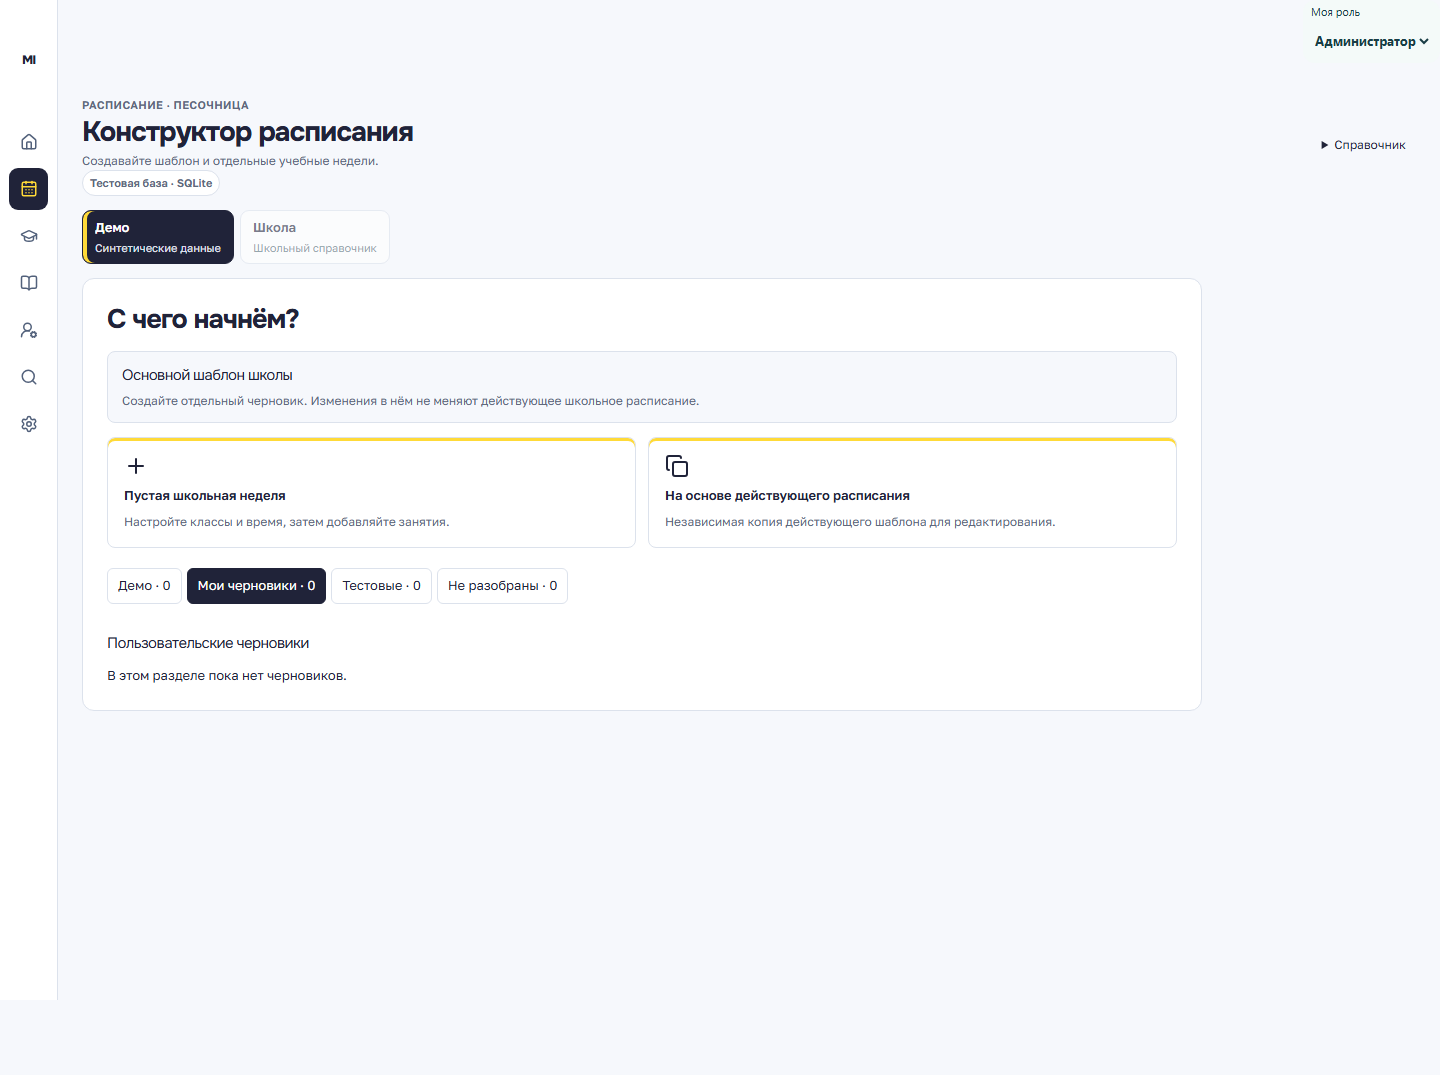 Моя роль
Администратор
MI
РАСПИСАНИЕ · ПЕСОЧНИЦА
Конструктор расписания
Создавайте шаблон и отдельные учебные недели.
Справочник
Тестовая база · SQLite
Демо
Синтетические данные
Школа
Школьный справочник
С чего начнём?
Основной шаблон школы
Создайте отдельный черновик. Изменения в нём не меняют действующее школьное расписание.
Пустая школьная неделя
Настройте классы и время, затем добавляйте занятия.
На основе действующего расписания
Независимая копия действующего шаблона для редактирования.
Демо · 0
Мои черновики · 0
Тестовые · 0
Не разобраны · 0
Пользовательские черновики
В этом разделе пока нет черновиков.